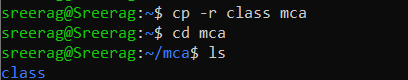 sreerag@Sreerag:~$ cp -r class mca
sreerag@Sreerag:~$ cd mca
sreerag@Sreerag:~/mca$ ls
class